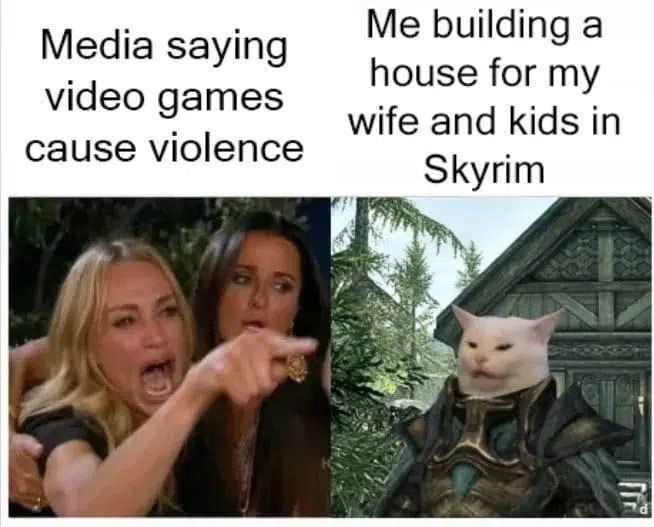 Media saying
video games
cause violence
Me building a
house for my
wife and kids in
Skyrim